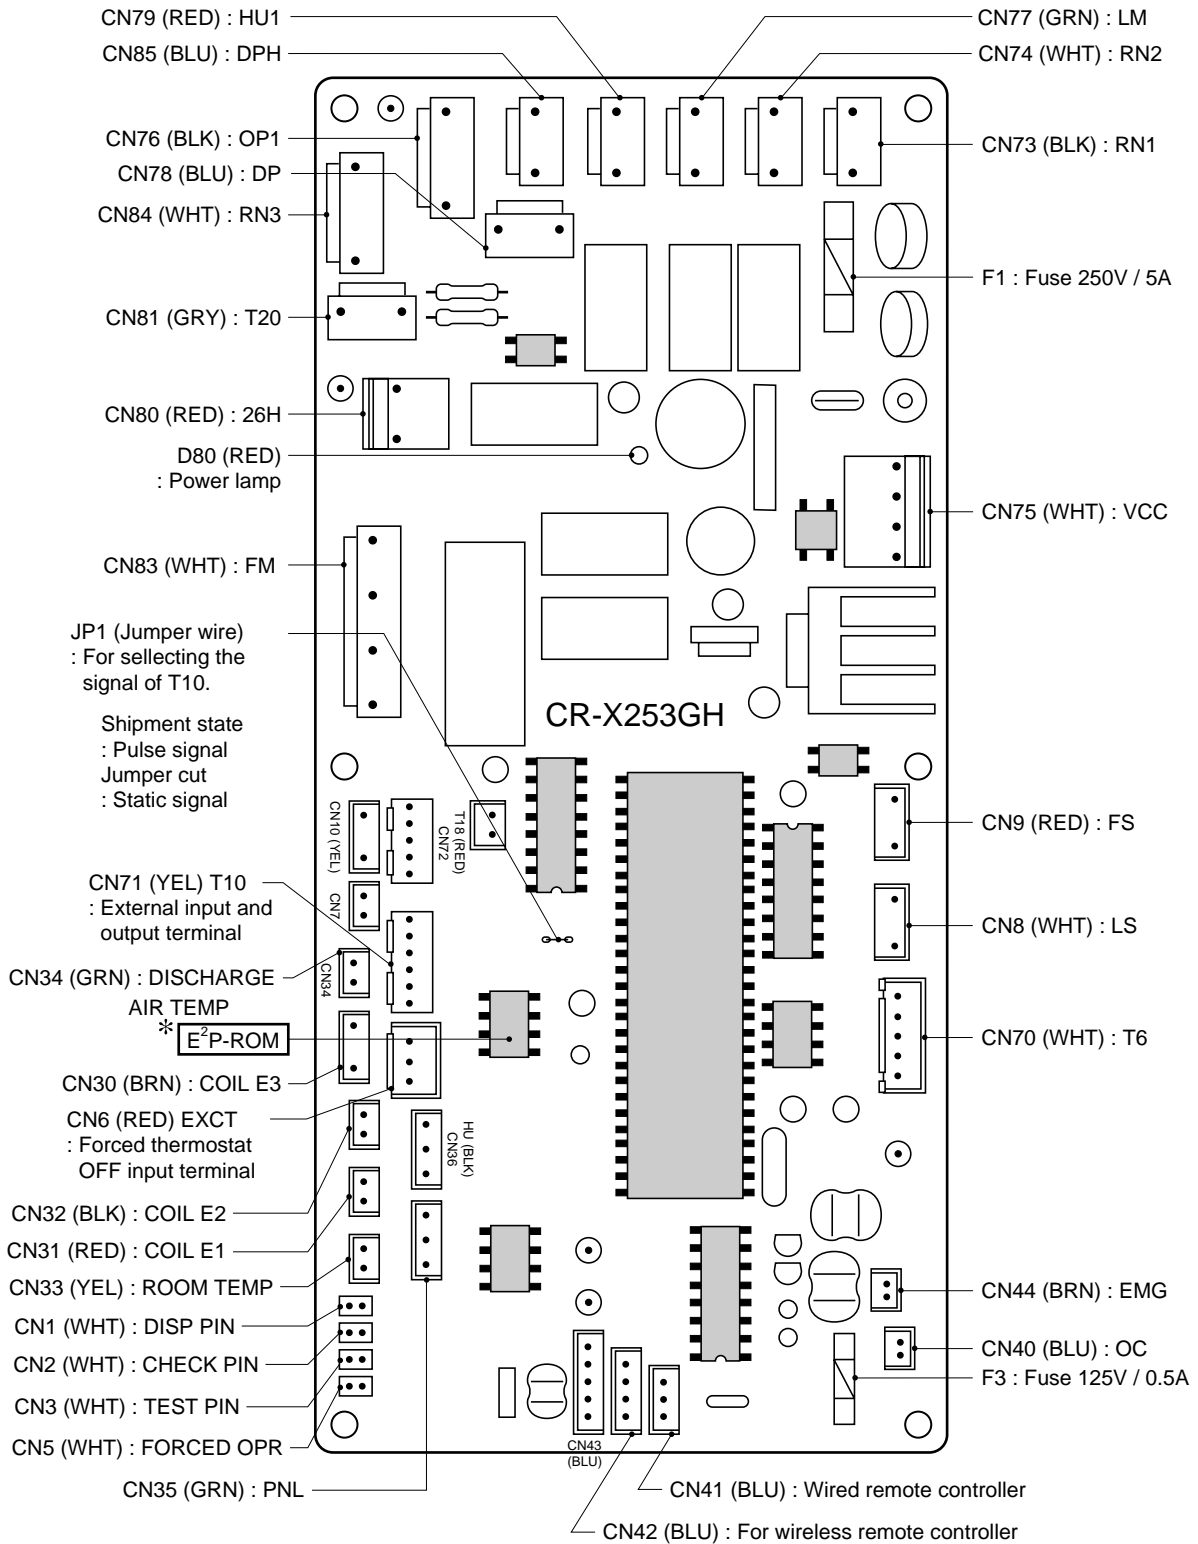 CN79 (RED) : HU1
CN77 (GRN) : LM
CN85 (BLU) : DPH
CN74 (WHT) : RN2
CN76 (BLK) : OP1
CN73 (BLK) : RN1
CN78 (BLU) : DP
CN84 (WHT) : RN3
F1 : Fuse 250V / 5A
CN81 (GRY) : T20
CN80 (RED) : 26H
D80 (RED)
: Power lamp
CN75 (WHT) : VCC
CN83 (WHT) : FM
JP1 (Jumper wire)
: For sellecting the
signal of T10.
Shipment state
: Pulse signal
Jumper cut
: Static signal
CR-X253GH
CN10 (YEL)
T18 (RED)
CN72
CN9 (RED) : FS
CN71 (YEL) T10
: External input and
output terminal
CN7
CN8 (WHT) : LS
CN34 (GRN) : DISCHARGE
AIR TEMP
CN34
* E²P-ROM
CN70 (WHT) : T6
CN30 (BRN) : COIL E3
CN6 (RED) EXCT
: Forced thermostat
OFF input terminal
HU (BLK)
CN36
CN32 (BLK) : COIL E2
CN31 (RED) : COIL E1
CN33 (YEL) : ROOM TEMP
CN44 (BRN) : EMG
CN1 (WHT) : DISP PIN
CN40 (BLU) : OC
CN2 (WHT) : CHECK PIN
F3 : Fuse 125V / 0.5A
CN3 (WHT) : TEST PIN
CN5 (WHT) : FORCED OPR
CN43
(BLU)
CN35 (GRN) : PNL
CN41 (BLU) : Wired remote controller
CN42 (BLU) : For wireless remote controller